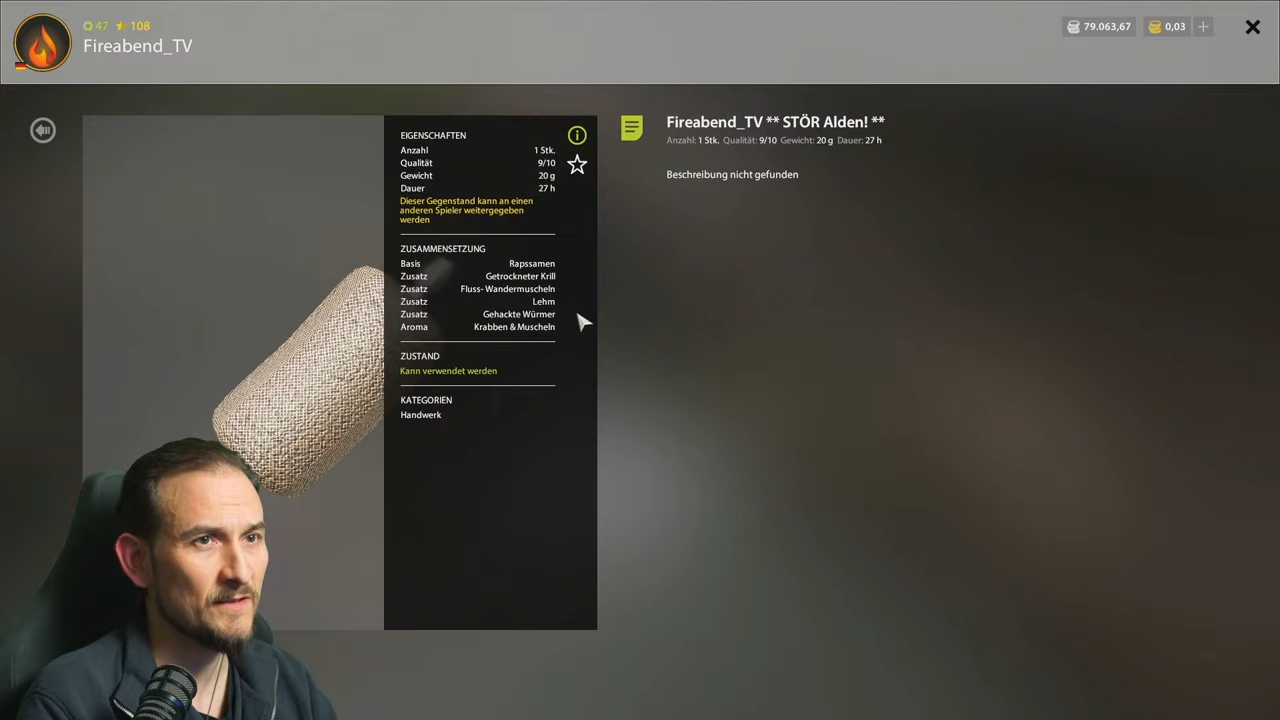 47 108
Fireabend_TV
79.063,67 0,03 +
EIGENSCHAFTEN
Anzahl 1 Stk.
Qualität 9/10
Gewicht 20 g
Dauer 27 h
Dieser Gegenstand kann an einen
anderen Spieler weitergegeben
werden
ZUSAMMENSETZUNG
Basis Rapssamen
Zusatz Getrockneter Krill
Zusatz Fluss- Wandermuscheln
Zusatz Lehm
Zusatz Gehackte Würmer
Aroma Krabben & Muscheln
ZUSTAND
Kann verwendet werden
KATEGORIEN
Handwerk
Fireabend_TV ** STÖR Alden! **
Anzahl: 1 Stk. Qualität: 9/10 Gewicht: 20 g Dauer: 27 h
Beschreibung nicht gefunden